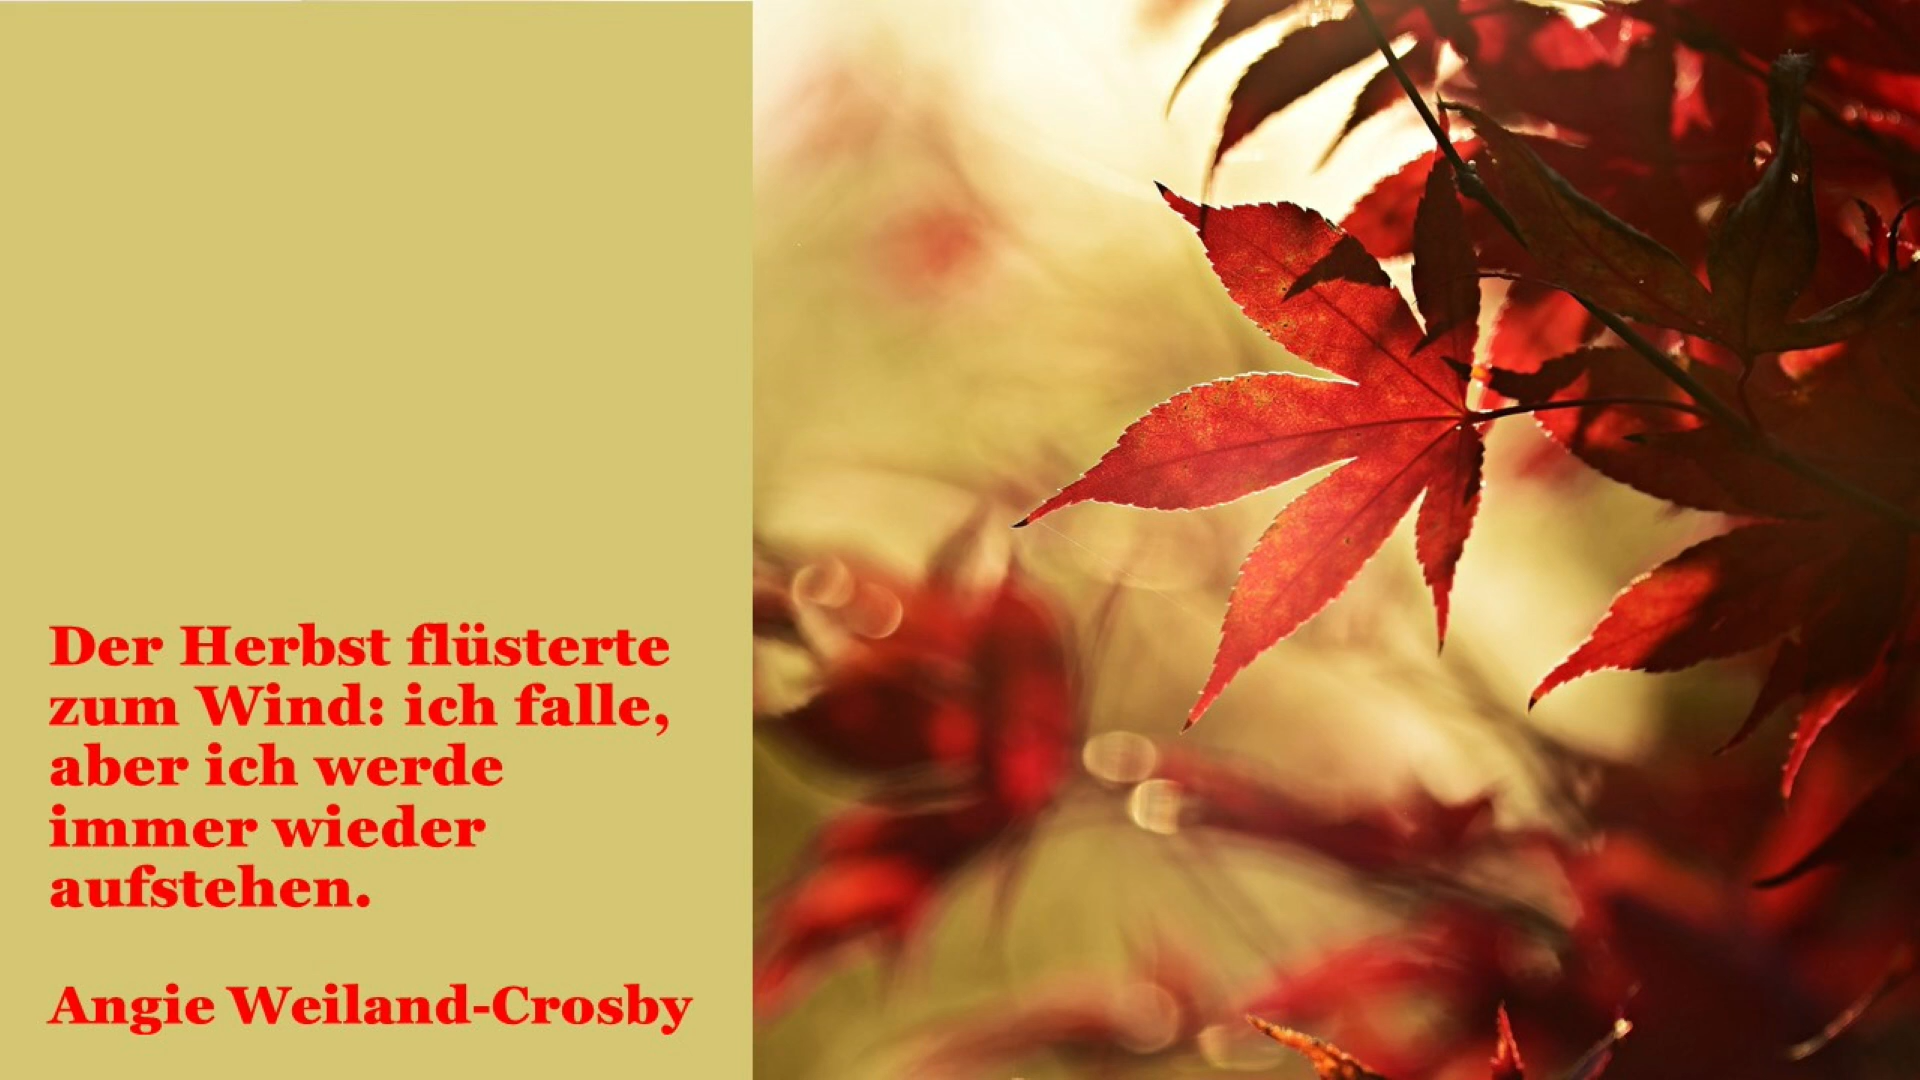 Der Herbst flüsterte
zum Wind: ich falle,
aber ich werde
immer wieder
aufstehen.
Angie Weiland-Crosby